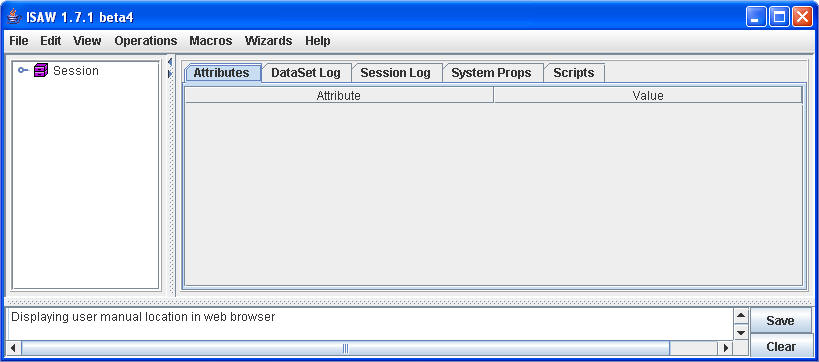 ISAW 1.7.1 beta4
File Edit View Operations Macros Wizards Help
Session
Attributes DataSet Log Session Log System Props Scripts
Attribute Value
Displaying user manual location in web browser
Save
Clear